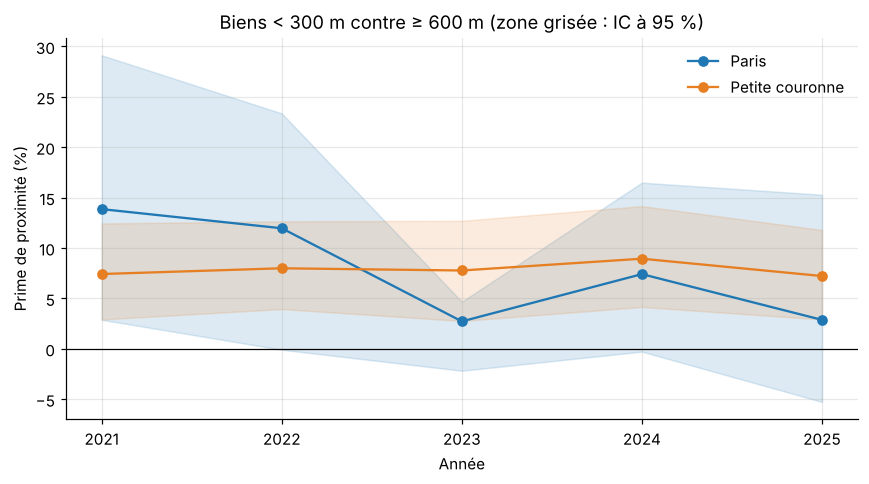 Biens < 300 m contre ≥ 600 m (zone grisée : IC à 95 %)
Prime de proximité (%)
30
25
20
15
10
5
0
−5
Paris
Petite couronne
2021 2022 2023 2024 2025
Année